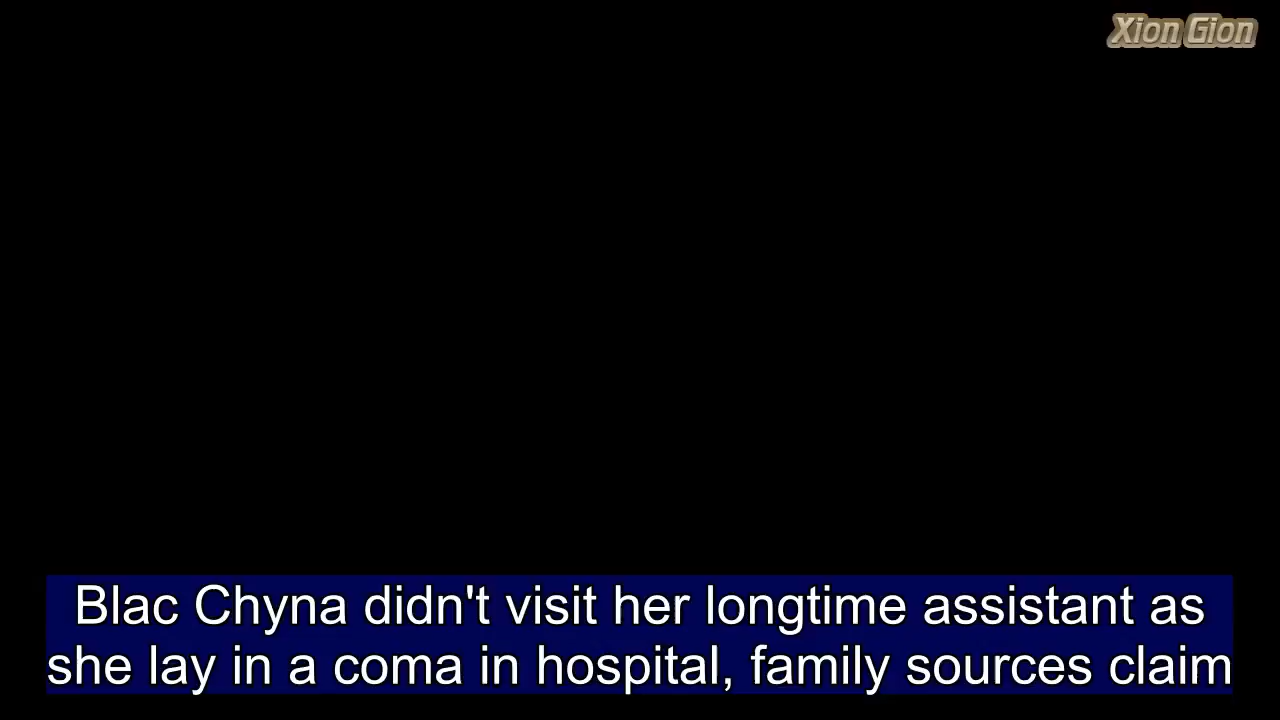 Xion Gion
Blac Chyna didn't visit her longtime assistant as
she lay in a coma in hospital, family sources claim